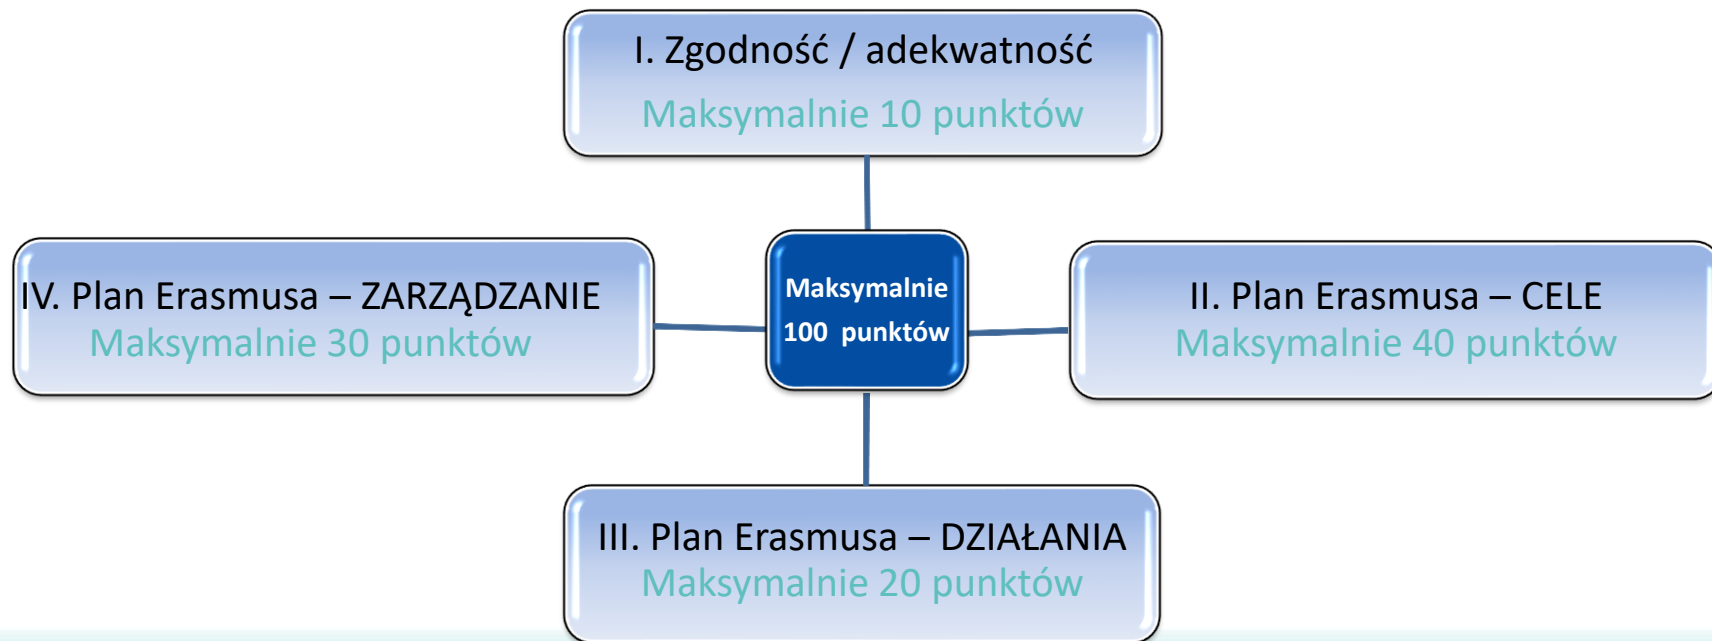 I. Zgodność / adekwatność
Maksymalnie 10 punktów
IV. Plan Erasmusa – ZARZĄDZANIE
Maksymalnie 30 punktów
Maksymalnie
100 punktów
II. Plan Erasmusa – CELE
Maksymalnie 40 punktów
III. Plan Erasmusa – DZIAŁANIA
Maksymalnie 20 punktów